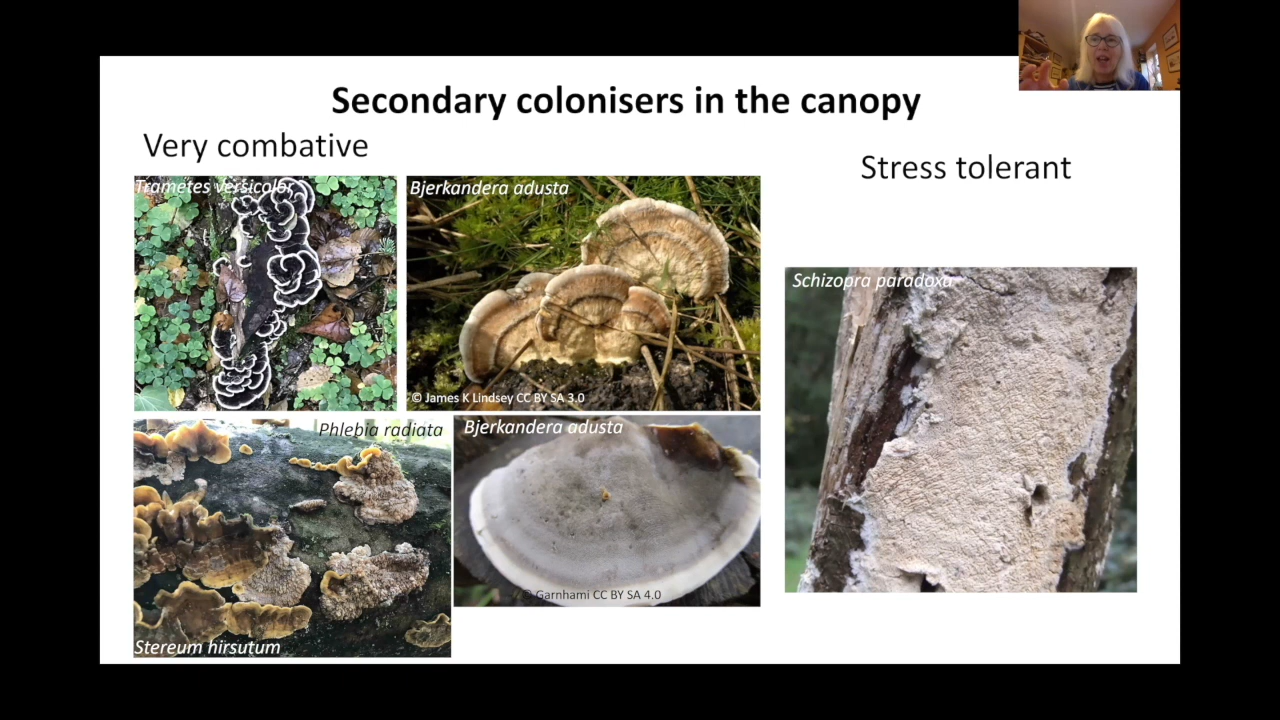 Secondary colonisers in the canopy
Very combative
Stress tolerant
Trametes versicolor
Bjerkandera adusta
© James K Lindsey CC BY SA 3.0
Schizopra paradoxa
Phlebia radiata
Stereum hirsutum
Bjerkandera adusta
© Garnhami CC BY SA 4.0